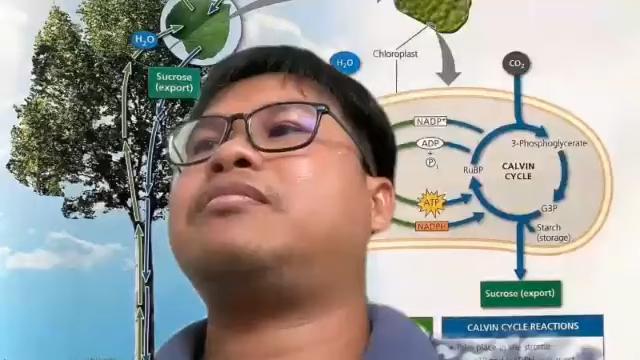 H₂O
Sucrose
(export)
Chloroplast
H₂O
CO₂
NADP⁺
ADP
+
Pᵢ
RuBP
3-Phosphoglycerate
CALVIN
CYCLE
ATP
NADPH
G3P
Starch
(storage)
Sucrose (export)
CALVIN CYCLE REACTIONS